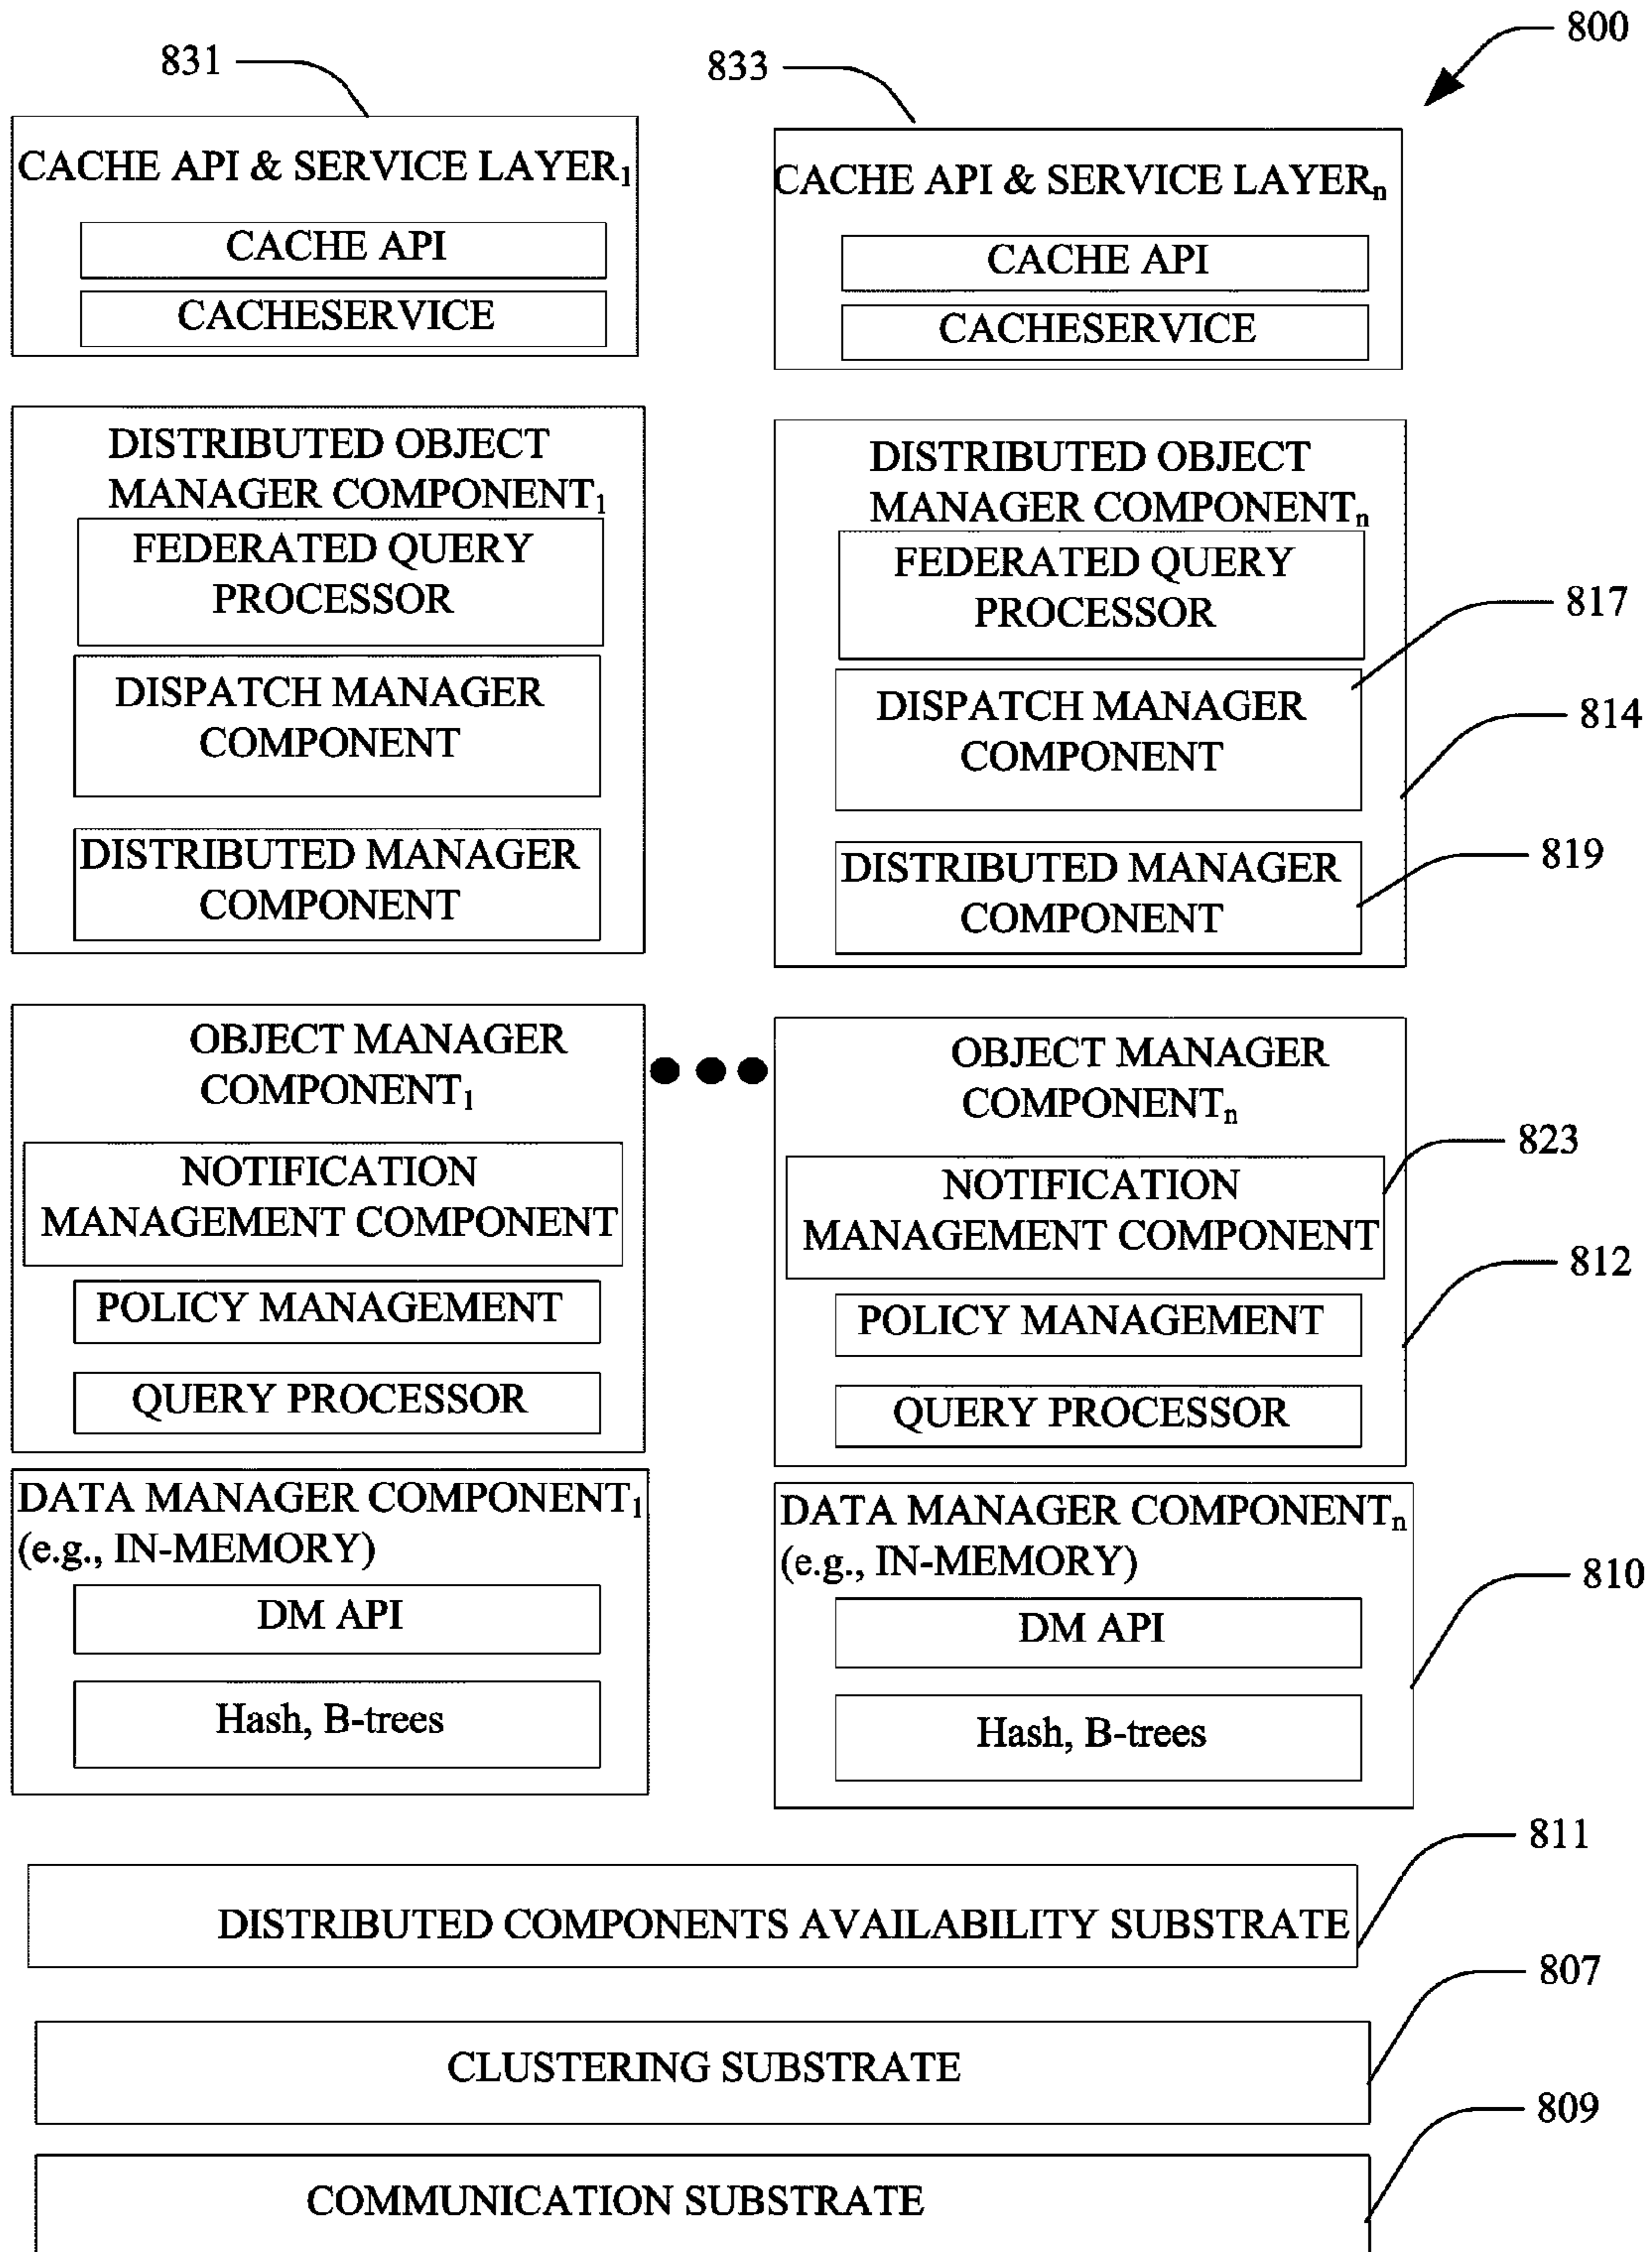 800
831
833
CACHE API & SERVICE LAYER₁
CACHE API
CACHESERVICE
CACHE API & SERVICE LAYERₙ
CACHE API
CACHESERVICE
DISTRIBUTED OBJECT
MANAGER COMPONENT₁
FEDERATED QUERY
PROCESSOR
DISPATCH MANAGER
COMPONENT
DISTRIBUTED MANAGER
COMPONENT
DISTRIBUTED OBJECT
MANAGER COMPONENTₙ
FEDERATED QUERY
PROCESSOR
DISPATCH MANAGER
COMPONENT
DISTRIBUTED MANAGER
COMPONENT
817
814
819
OBJECT MANAGER
COMPONENT₁
NOTIFICATION
MANAGEMENT COMPONENT
POLICY MANAGEMENT
QUERY PROCESSOR
OBJECT MANAGER
COMPONENTₙ
NOTIFICATION
MANAGEMENT COMPONENT
POLICY MANAGEMENT
QUERY PROCESSOR
823
812
DATA MANAGER COMPONENT₁
(e.g., IN-MEMORY)
DM API
Hash, B-trees
DATA MANAGER COMPONENTₙ
(e.g., IN-MEMORY)
DM API
Hash, B-trees
810
811
DISTRIBUTED COMPONENTS AVAILABILITY SUBSTRATE
807
CLUSTERING SUBSTRATE
809
COMMUNICATION SUBSTRATE